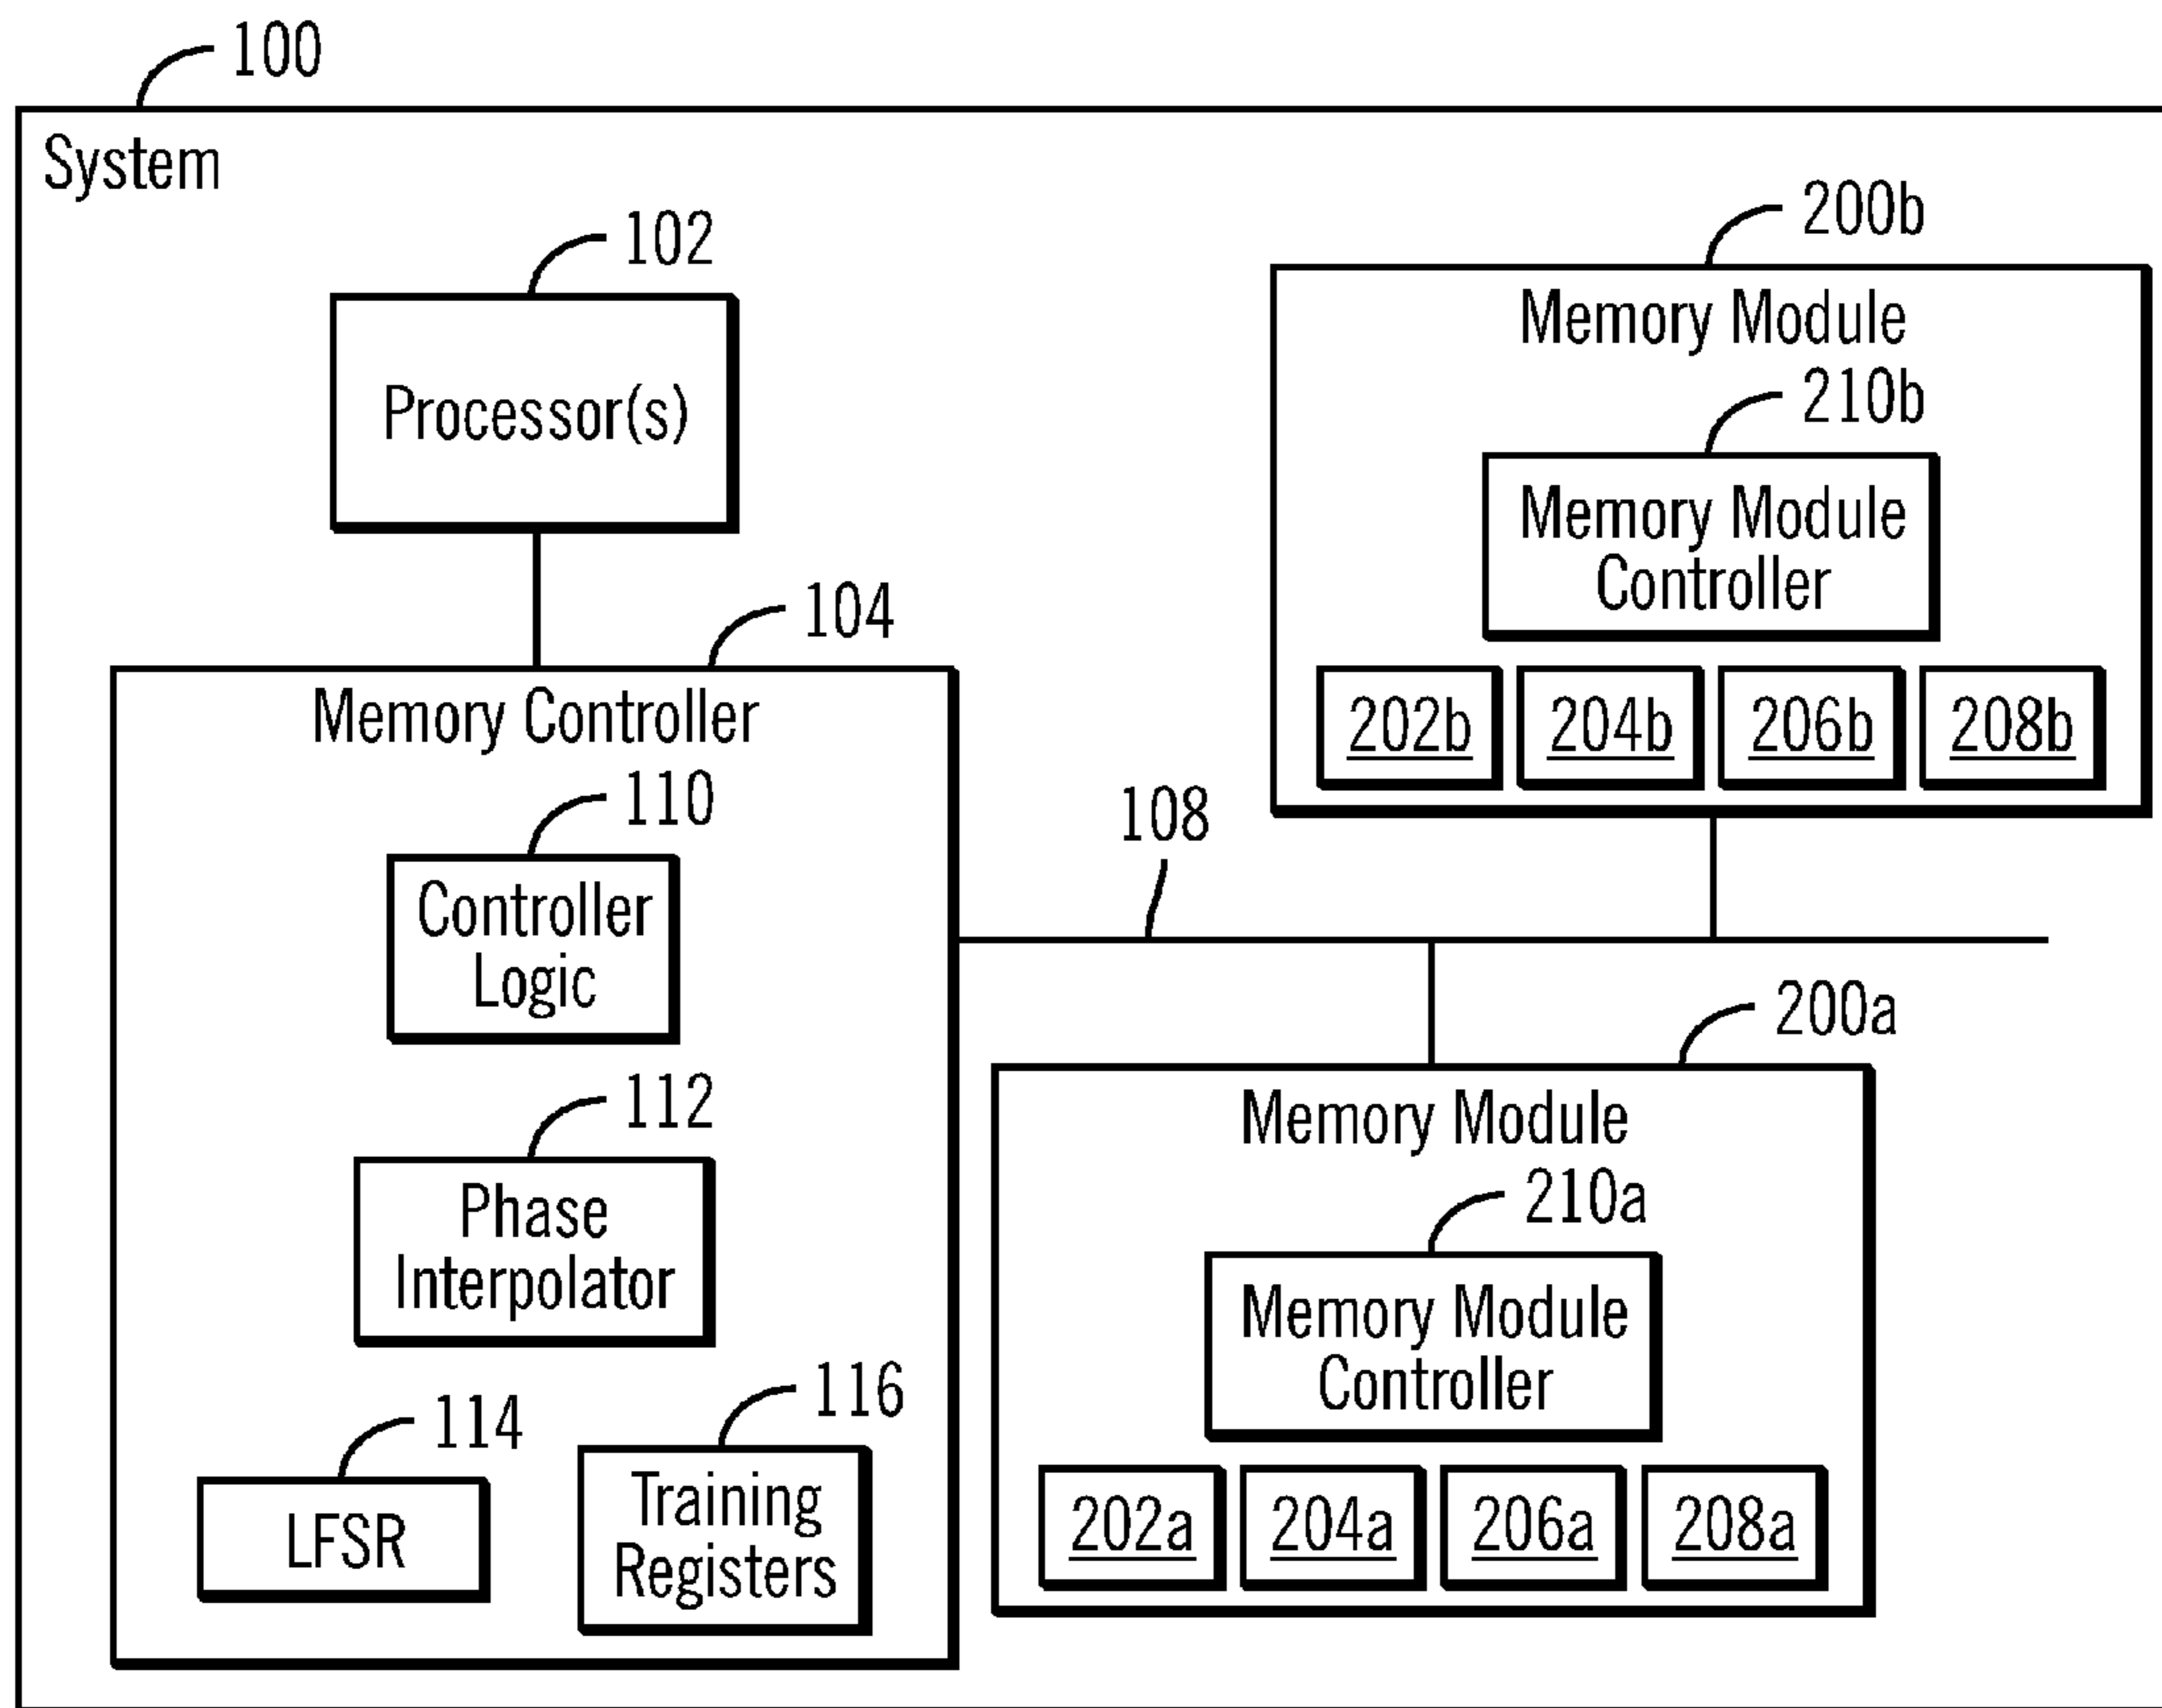 100
System
102
Processor(s)
104
Memory Controller
110
Controller
Logic
112
Phase
Interpolator
114
LFSR
116
Training
Registers
108
200b
Memory Module
210b
Memory Module
Controller
202b 204b 206b 208b
200a
Memory Module
210a
Memory Module
Controller
202a 204a 206a 208a